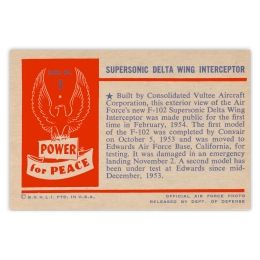 SUPERSONIC DELTA WING INTERCEPTOR
POWER
for PEACE
★ Built by Consolidated Vultee Aircraft
Corporation, this exterior view of the Air
Force's new F-102 Supersonic Delta Wing
Interceptor was made public for the first
time in February, 1954. The first model
of the F-102 was completed by Convair
on October 5, 1953 and was moved to
Edwards Air Force Base, California, for
testing. It was damaged in an emergency
landing November 2. A second model has
been under test at Edwards since mid-
December, 1953.
© B.G.H.L.I. PTD. IN U.S.A.
OFFICIAL AIR FORCE PHOTO
RELEASED BY DEPT. OF DEFENSE